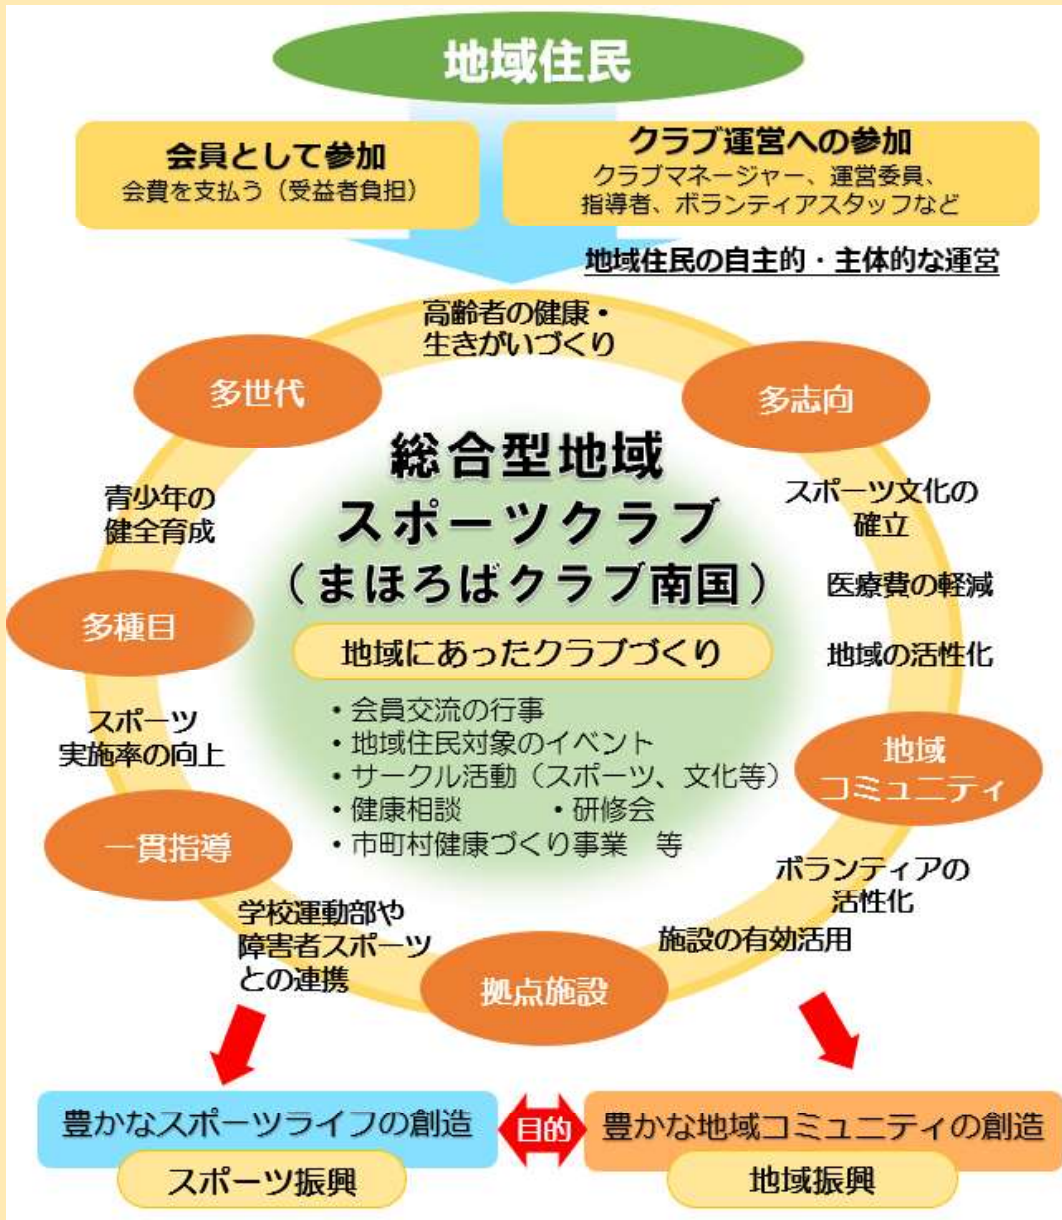 地域住民
会員として参加
会費を支払う（受益者負担）
クラブ運営への参加
クラブマネージャー、運営委員、
指導者、ボランティアスタッフなど
地域住民の自主的・主体的な運営
高齢者の健康・
生きがいづくり
多世代
多志向
総合型地域
スポーツクラブ
（まほろばクラブ南国）
青少年の
健全育成
スポーツ文化の
確立
医療費の軽減
多種目
地域にあったクラブづくり
地域の活性化
・会員交流の行事
・地域住民対象のイベント
・サークル活動（スポーツ、文化等）
・健康相談　　　・研修会
・市町村健康づくり事業　等
スポーツ
実施率の向上
地域
コミュニティ
一貫指導
ボランティアの
活性化
学校運動部や
障害者スポーツ
との連携
施設の有効活用
拠点施設
豊かなスポーツライフの創造
目的
豊かな地域コミュニティの創造
スポーツ振興
地域振興